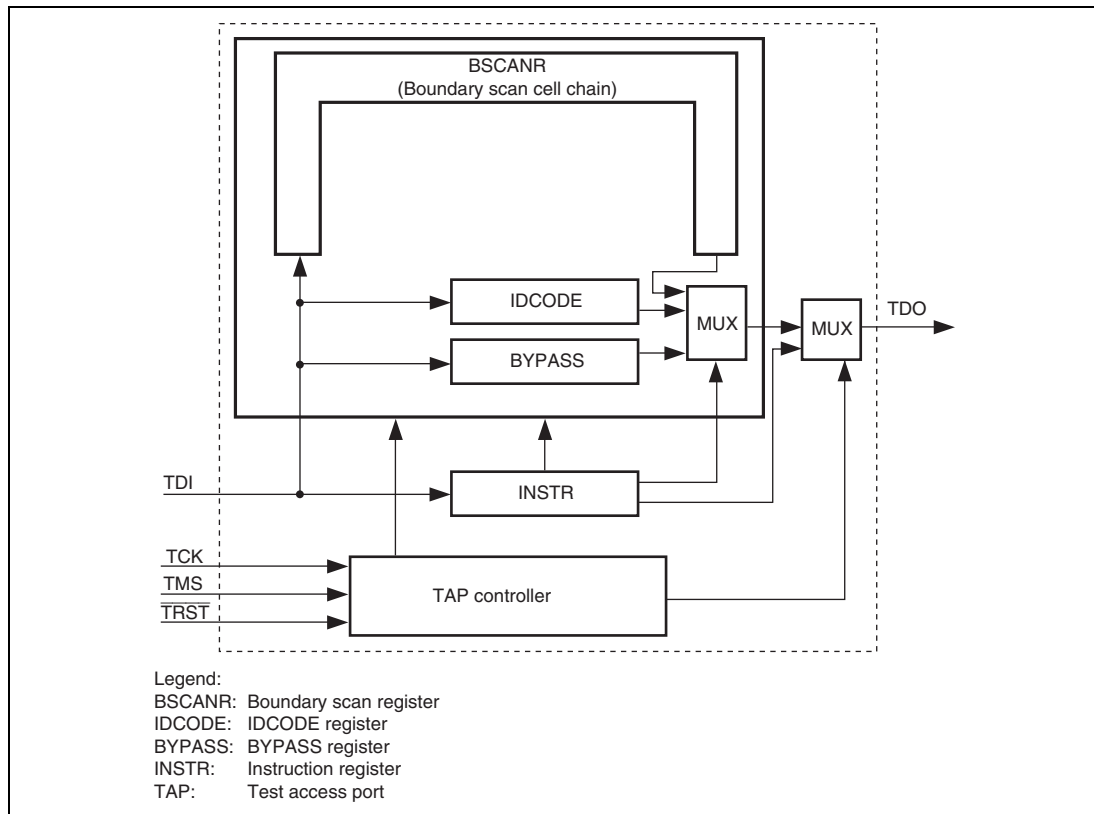 BSCANR
(Boundary scan cell chain)
IDCODE
BYPASS
MUX
MUX
TDO
TDI
INSTR
TCK
TMS
TRST
TAP controller
Legend:
BSCANR: Boundary scan register
IDCODE: IDCODE register
BYPASS: BYPASS register
INSTR: Instruction register
TAP: Test access port